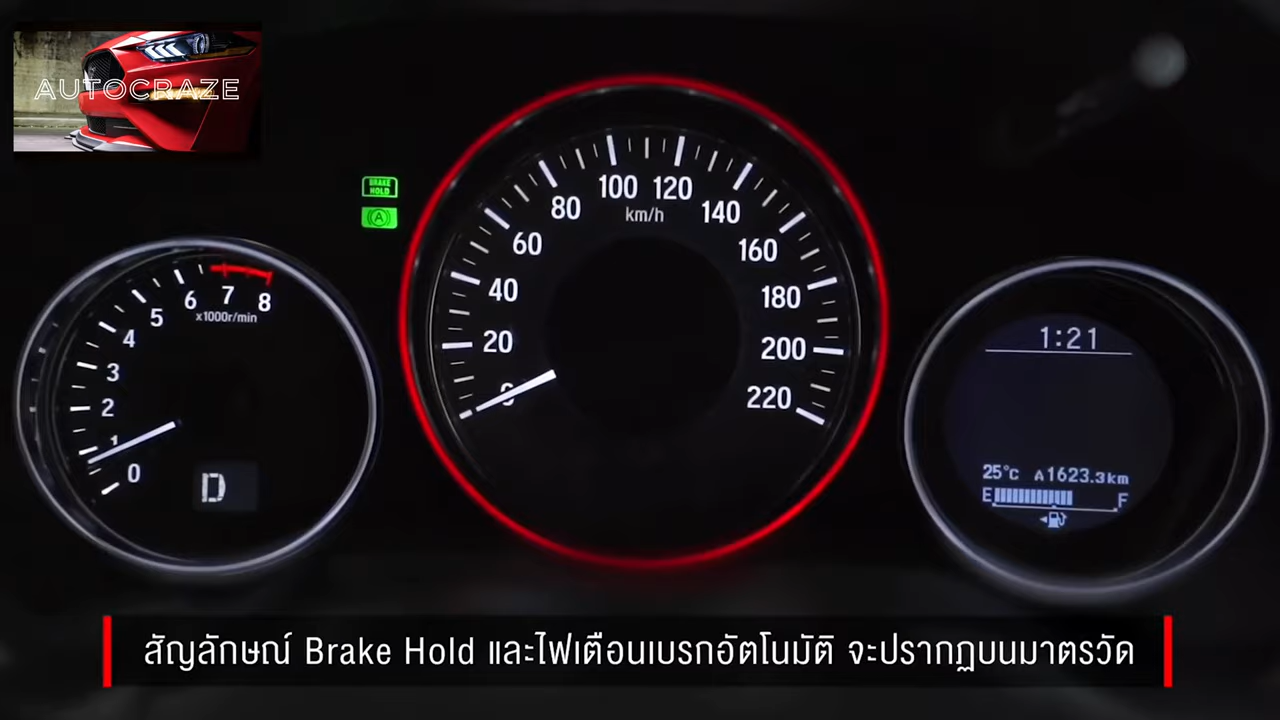 AUTOCRAZE
BRAKE
HOLD
A
0
20
40
60
80
100
120
140
160
180
200
220
km/h
0
1
2
3
4
5
6
7
8
x1000r/min
D
1:21
25°C A1623.3km
E F
สัญลักษณ์ Brake Hold และไฟเตือนเบรกอัตโนมัติ จะปรากฏบนมาตรวัด